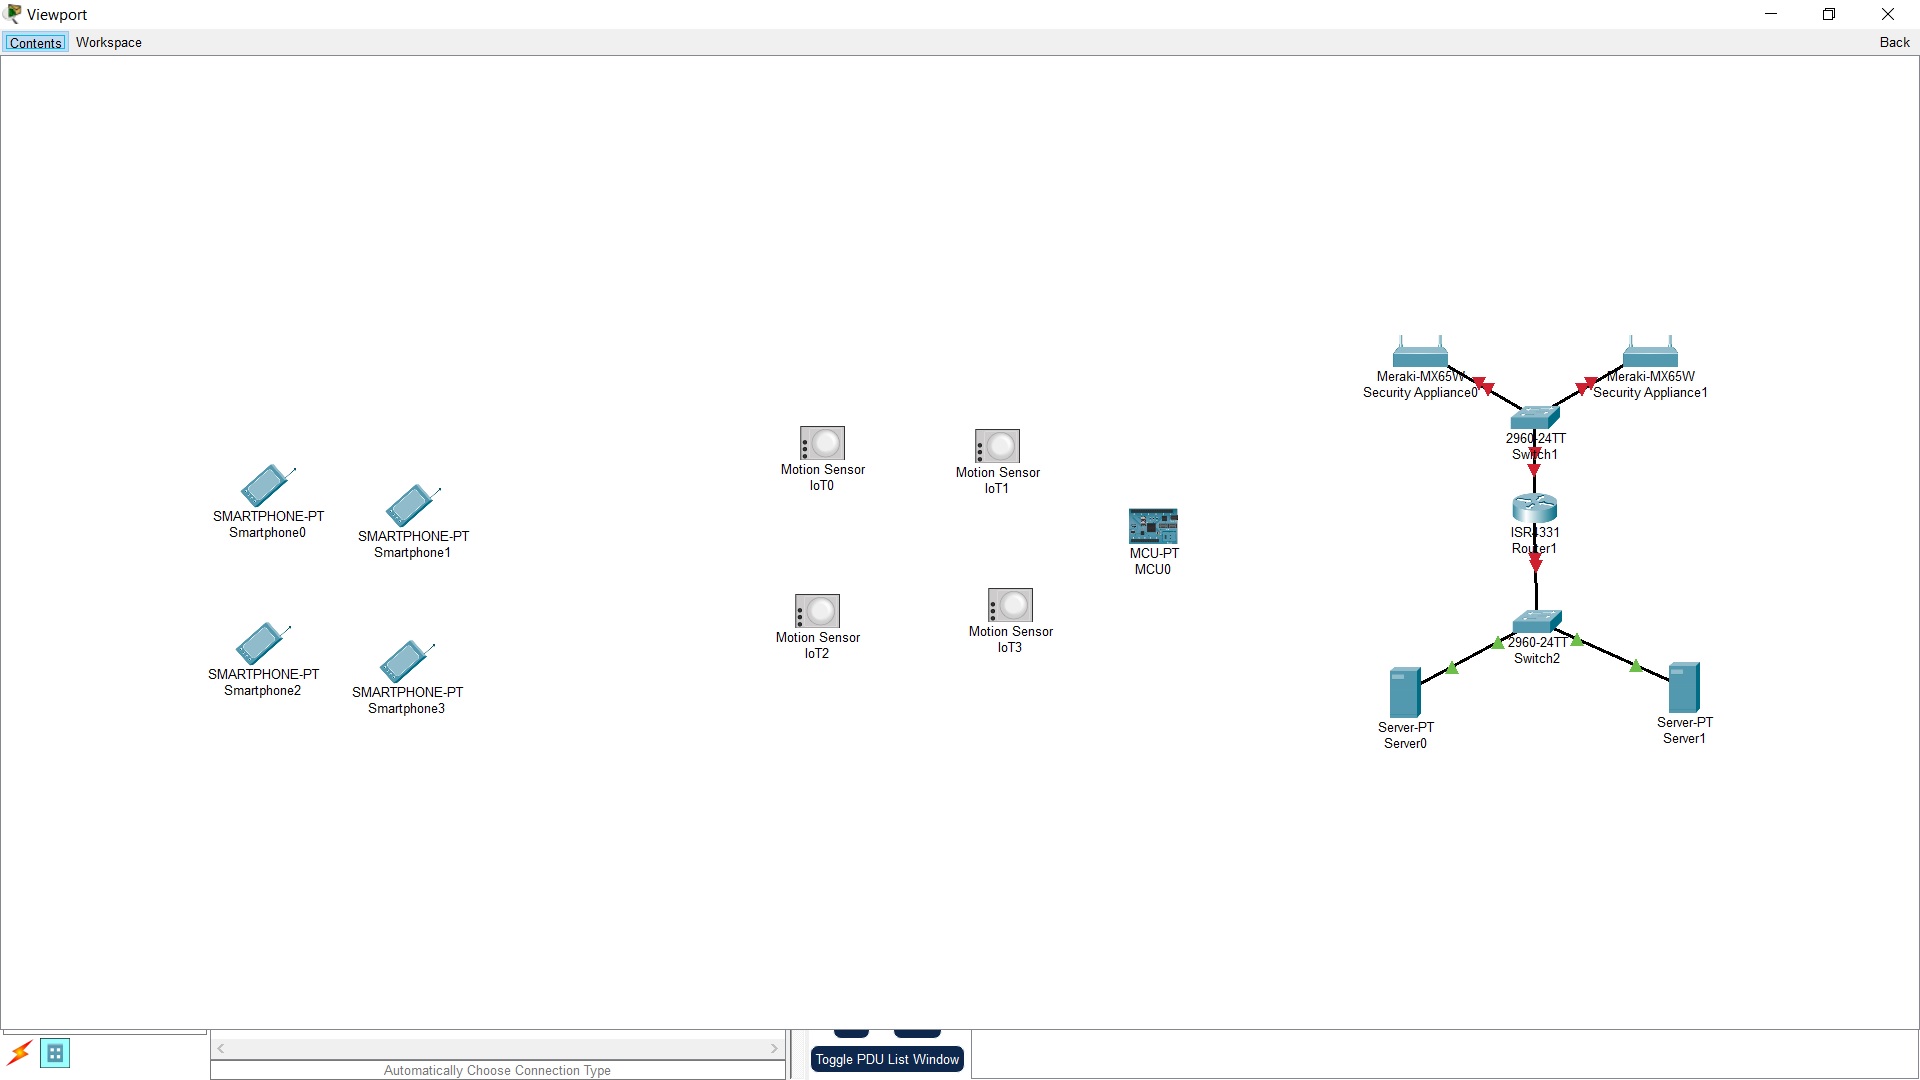 Viewport
Contents
Workspace
Back
Meraki-MX65W
Security Appliance0
Meraki-MX65W
Security Appliance1
2960-24TT
Switch1
Motion Sensor
IoT0
Motion Sensor
IoT1
SMARTPHONE-PT
Smartphone0
SMARTPHONE-PT
Smartphone1
MCU-PT
MCU0
ISR4331
Router1
Motion Sensor
IoT2
Motion Sensor
IoT3
2960-24TT
Switch2
SMARTPHONE-PT
Smartphone2
SMARTPHONE-PT
Smartphone3
Server-PT
Server0
Server-PT
Server1
Toggle PDU List Window
Automatically Choose Connection Type